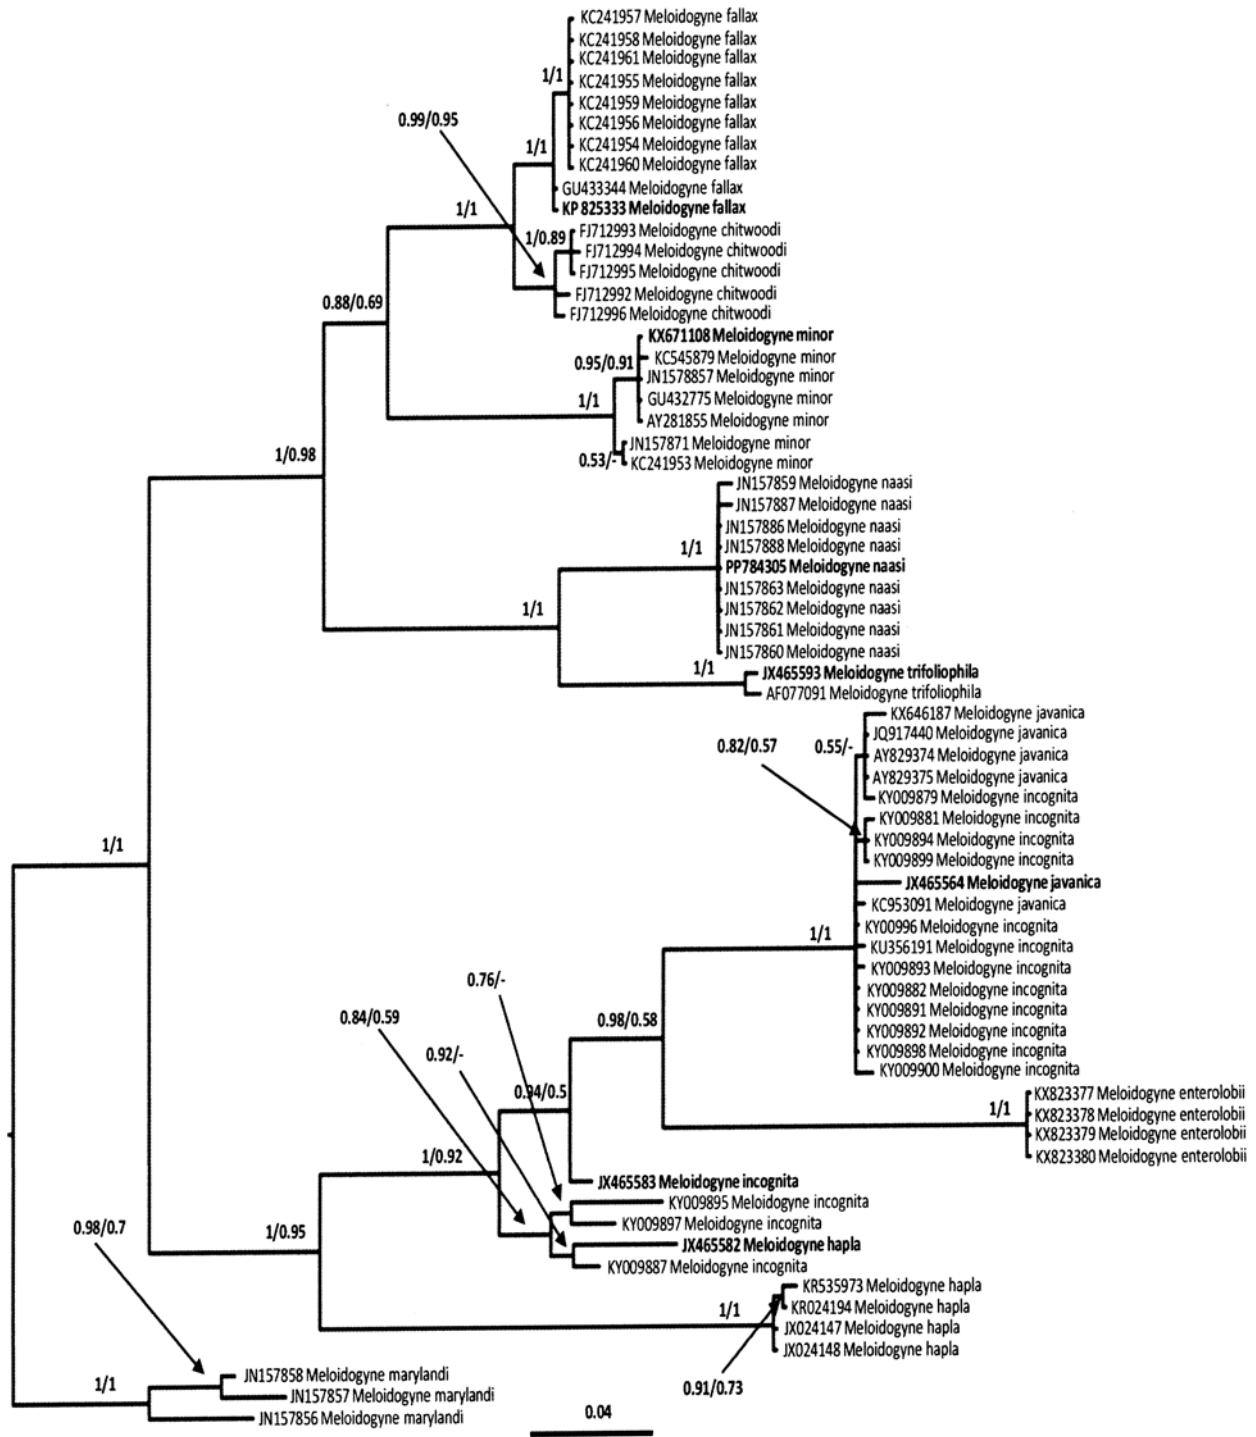 KC241957 Meloidogyne fallax
KC241958 Meloidogyne fallax
KC241961 Meloidogyne fallax
1/1
KC241955 Meloidogyne fallax
KC241959 Meloidogyne fallax
0.99/0.95
KC241956 Meloidogyne fallax
KC241954 Meloidogyne fallax
1/1
KC241960 Meloidogyne fallax
GU433344 Meloidogyne fallax
1/1
KP 825333 Meloidogyne fallax
FJ712993 Meloidogyne chitwoodi
1/0.89
FJ712994 Meloidogyne chitwoodi
FJ712995 Meloidogyne chitwoodi
FJ712992 Meloidogyne chitwoodi
0.88/0.69
FJ712996 Meloidogyne chitwoodi
KX671108 Meloidogyne minor
KC545879 Meloidogyne minor
0.95/0.91
JN1578857 Meloidogyne minor
1/1
GU432775 Meloidogyne minor
AY281855 Meloidogyne minor
JN157871 Meloidogyne minor
1/0.98
0.53/-
KC241953 Meloidogyne minor
JN157859 Meloidogyne naasi
JN157887 Meloidogyne naasi
JN157886 Meloidogyne naasi
JN157888 Meloidogyne naasi
1/1
PP784305 Meloidogyne naasi
JN157863 Meloidogyne naasi
1/1
JN157862 Meloidogyne naasi
JN157861 Meloidogyne naasi
JN157860 Meloidogyne naasi
1/1
JX465593 Meloidogyne trifoliophila
AF077091 Meloidogyne trifoliophila
KX646187 Meloidogyne javanica
JQ917440 Meloidogyne javanica
0.82/0.57
0.55/-
AY829374 Meloidogyne javanica
AY829375 Meloidogyne javanica
KY009879 Meloidogyne incognita
KY009881 Meloidogyne incognita
KY009894 Meloidogyne incognita
1/1
KY009899 Meloidogyne incognita
JX465564 Meloidogyne javanica
KC953091 Meloidogyne javanica
KY00996 Meloidogyne incognita
1/1
KU356191 Meloidogyne incognita
KY009893 Meloidogyne incognita
0.76/-
KY009882 Meloidogyne incognita
KY009891 Meloidogyne incognita
0.84/0.59
0.98/0.58
KY009892 Meloidogyne incognita
KY009898 Meloidogyne incognita
0.92/-
KY009900 Meloidogyne incognita
0.94/0.5
KX823377 Meloidogyne enterolobii
1/1
KX823378 Meloidogyne enterolobii
KX823379 Meloidogyne enterolobii
1/0.92
KX823380 Meloidogyne enterolobii
JX465583 Meloidogyne incognita
KY009895 Meloidogyne incognita
KY009897 Meloidogyne incognita
0.98/0.7
1/0.95
JX465582 Meloidogyne hapla
KY009887 Meloidogyne incognita
KR535973 Meloidogyne hapla
1/1
KR024194 Meloidogyne hapla
JX024147 Meloidogyne hapla
JX024148 Meloidogyne hapla
JN157858 Meloidogyne marylandi
1/1
0.91/0.73
JN157857 Meloidogyne marylandi
JN157856 Meloidogyne marylandi
0.04